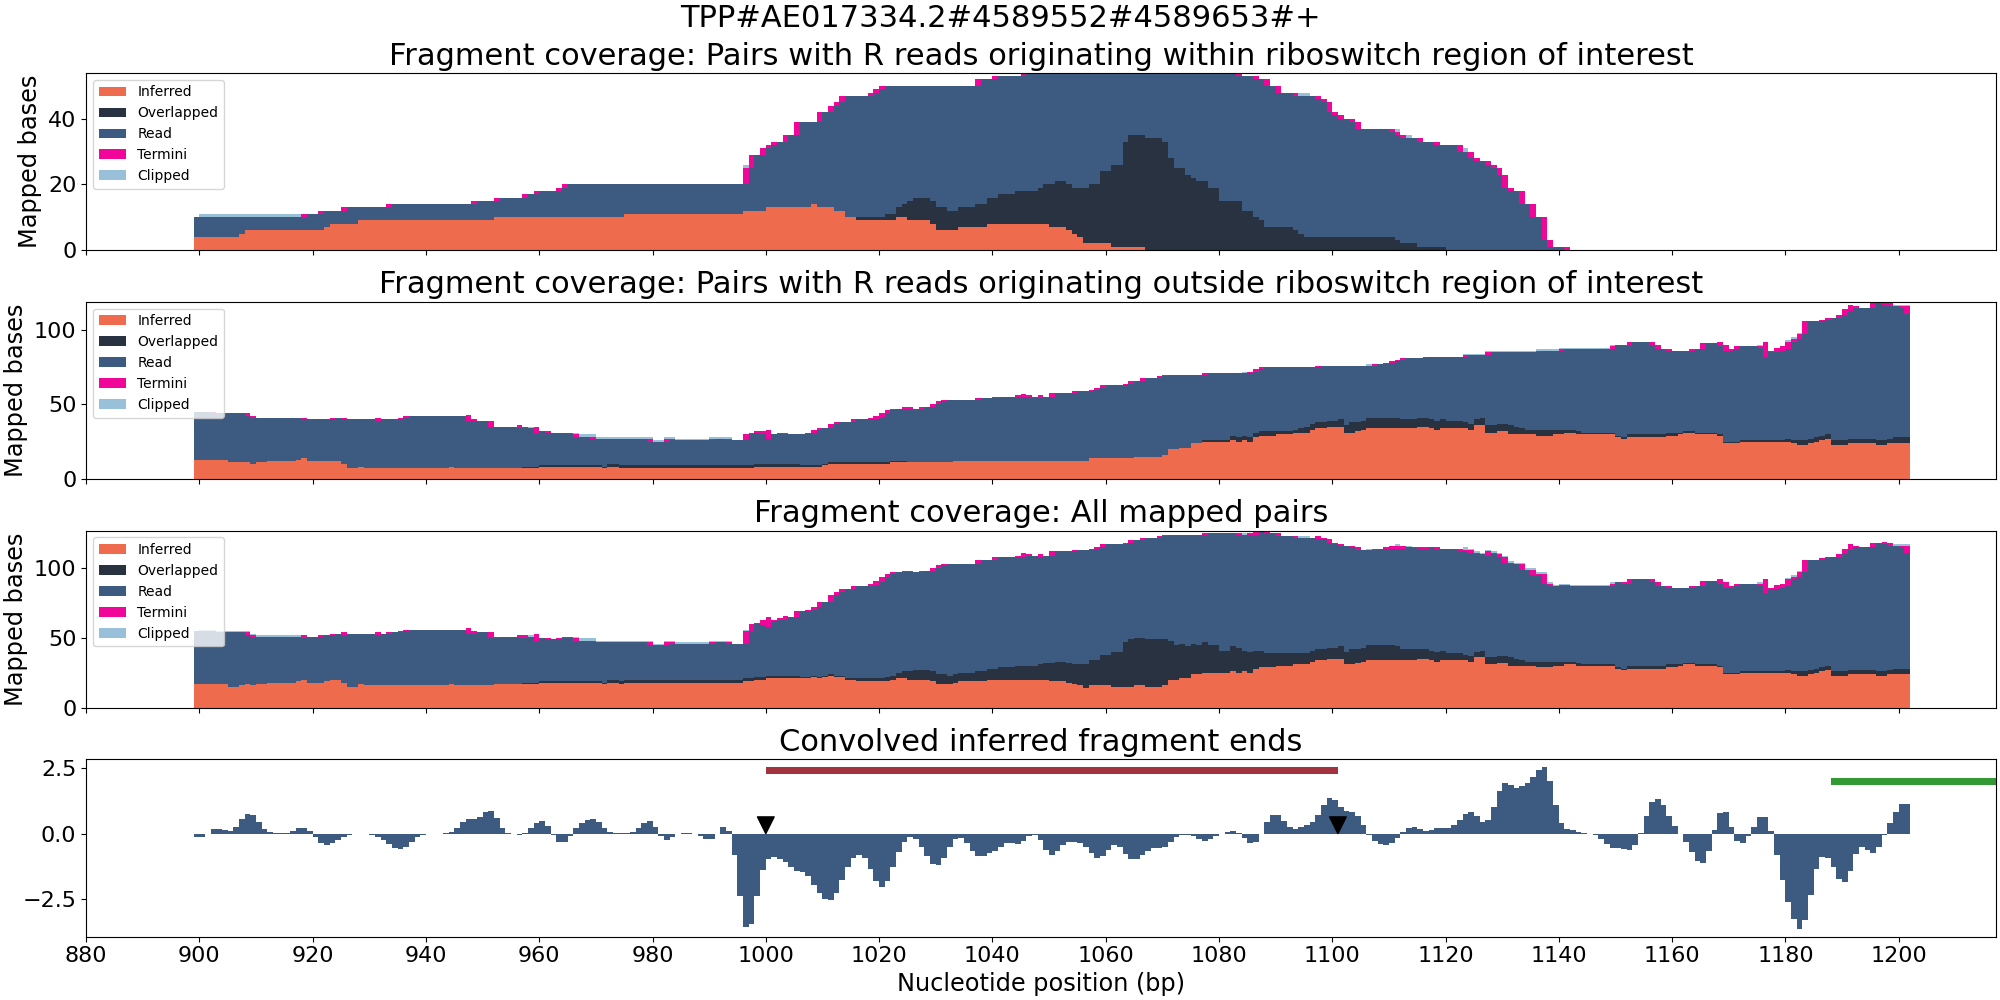 TPP#AE017334.2#4589552#4589653#+
Fragment coverage: Pairs with R reads originating within riboswitch region of interest
Mapped bases
40
20
0
Inferred
Overlapped
Read
Termini
Clipped
Fragment coverage: Pairs with R reads originating outside riboswitch region of interest
Mapped bases
100
50
0
Inferred
Overlapped
Read
Termini
Clipped
Fragment coverage: All mapped pairs
Mapped bases
100
50
0
Inferred
Overlapped
Read
Termini
Clipped
Convolved inferred fragment ends
2.5
0.0
−2.5
880 900 920 940 960 980 1000 1020 1040 1060 1080 1100 1120 1140 1160 1180 1200
Nucleotide position (bp)